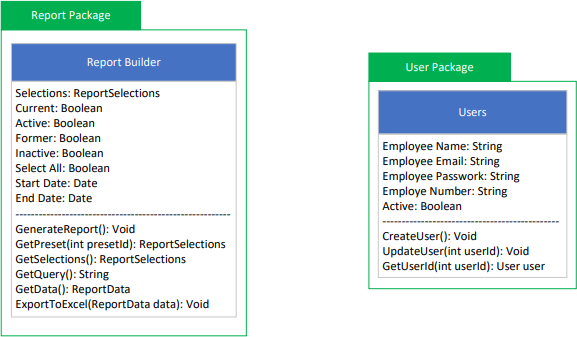 Report Package
Report Builder
Selections: ReportSelections
Current: Boolean
Active: Boolean
Former: Boolean
Inactive: Boolean
Select All: Boolean
Start Date: Date
End Date: Date
------------------------------------------------------
GenerateReport(): Void
GetPreset(int presetId): ReportSelections
GetSelections(): ReportSelections
GetQuery(): String
GetData(): ReportData
ExportToExcel(ReportData data): Void
User Package
Users
Employee Name: String
Employee Email: String
Employee Passwork: String
Employe Number: String
Active: Boolean
--------------------------------------------
CreateUser(): Void
UpdateUser(int userId): Void
GetUserId(int userId): User user